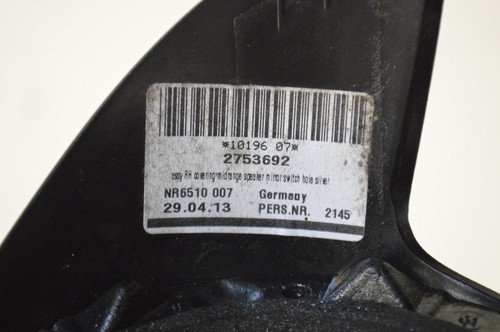 *10196 07*
2753692
assy RH covering midrange speaker mirror switch hole silver
NR6510 007 Germany
29.04.13 PERS.NR. 2145